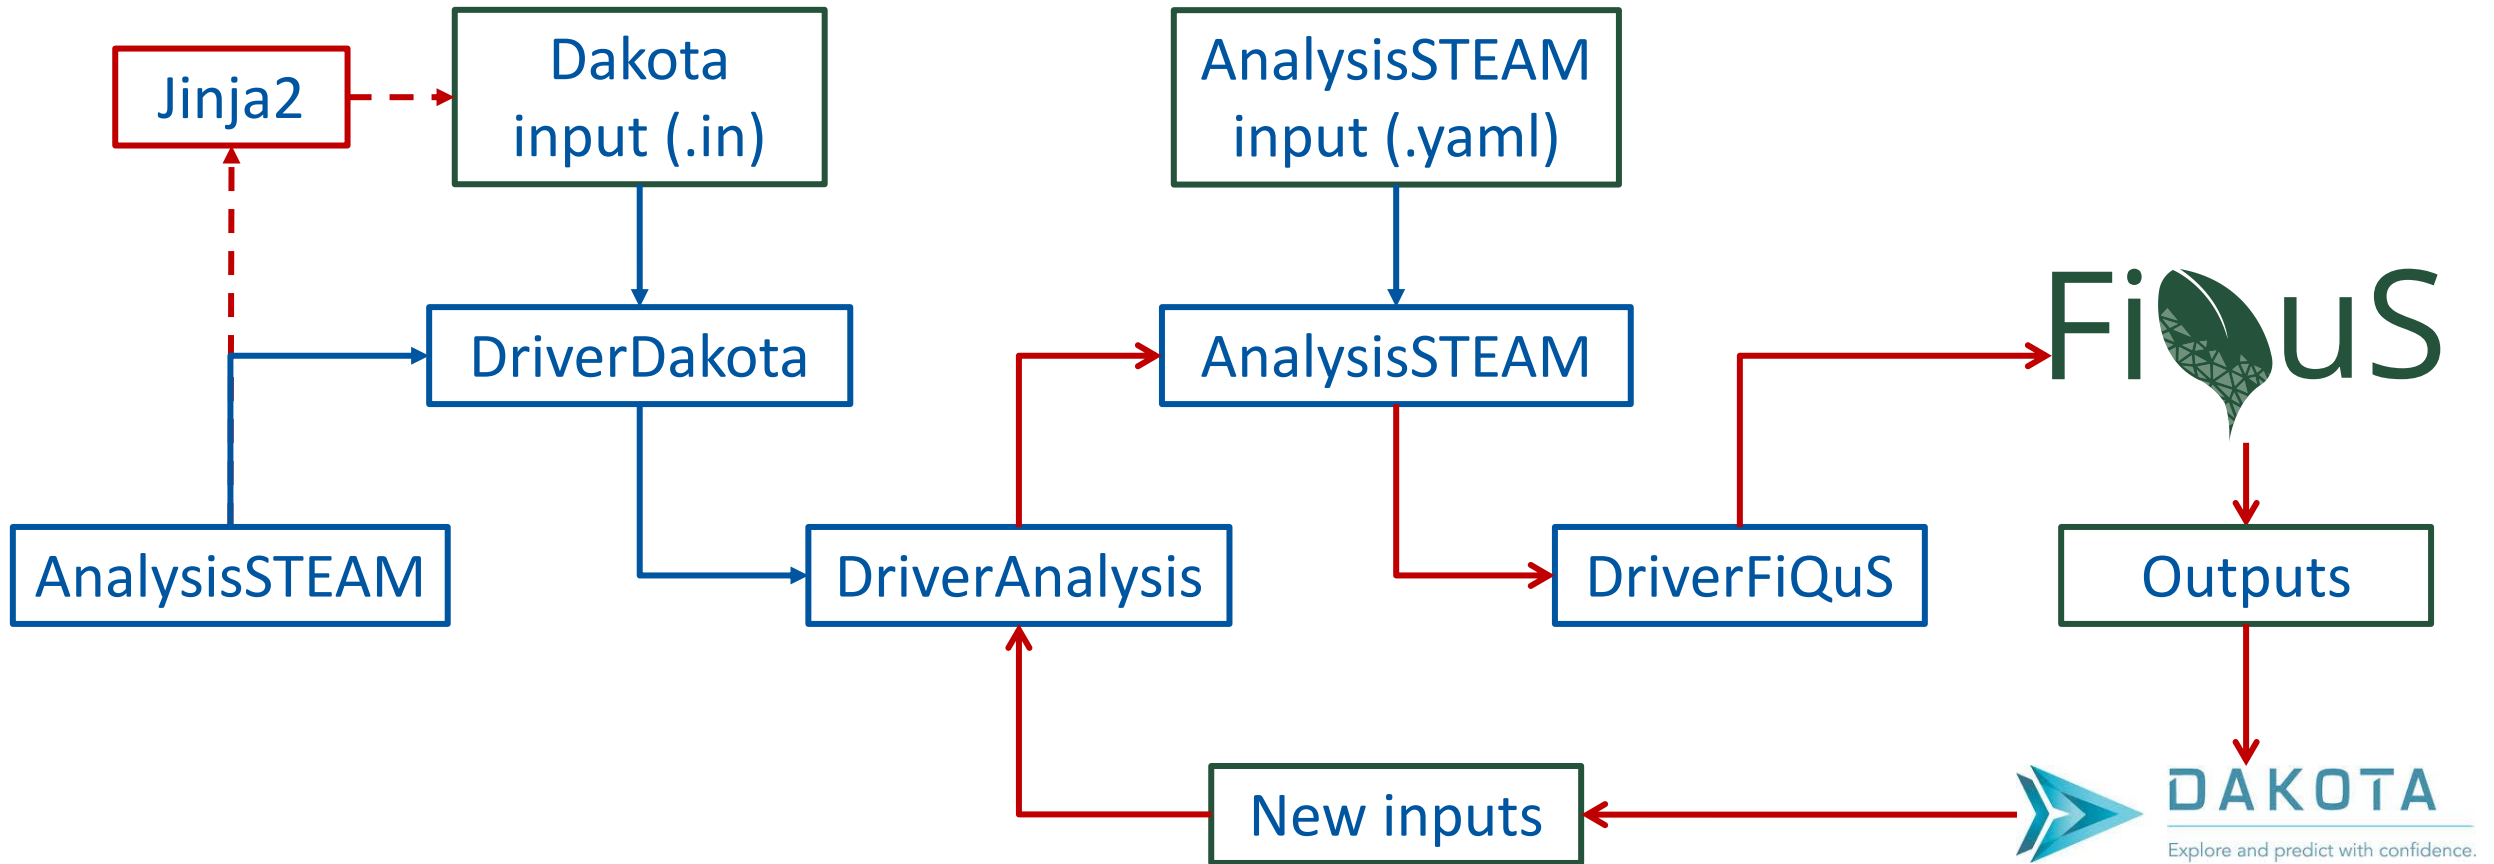 Jinja2
Dakota
input (.in)
AnalysisSTEAM
input (.yaml)
DriverDakota
AnalysisSTEAM
FiQuS
AnalysisSTEAM
DriverAnalysis
DriverFiQuS
Outputs
New inputs
DAKOTA
Explore and predict with confidence.